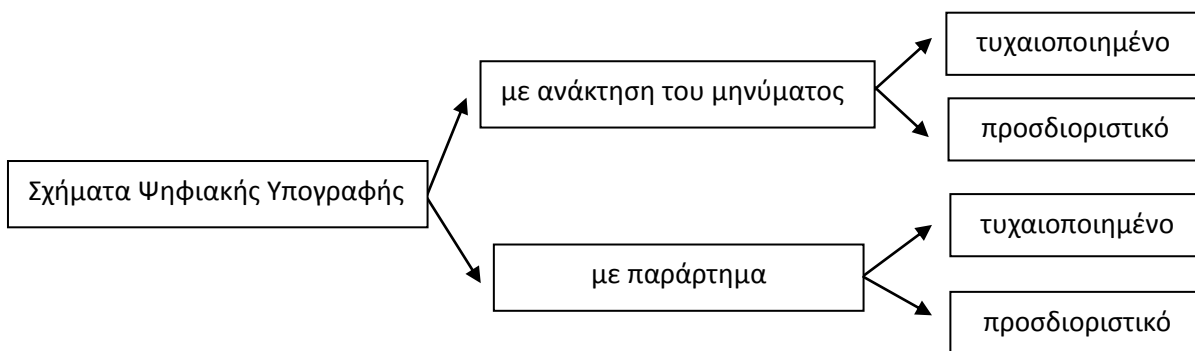 τυχαιοποιημένο
με ανάκτηση του μηνύματος
προσδιοριστικό
Σχήματα Ψηφιακής Υπογραφής
τυχαιοποιημένο
με παράρτημα
προσδιοριστικό